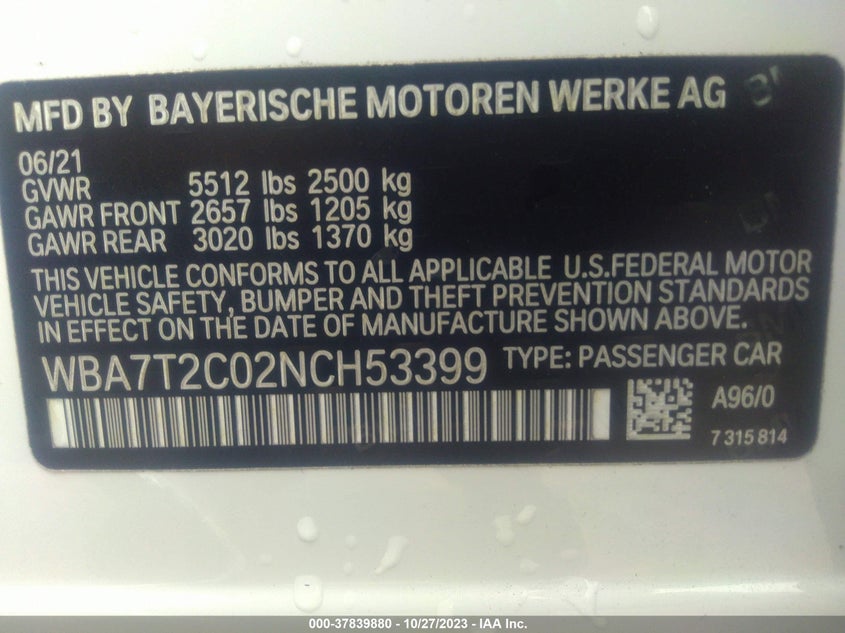 MFD BY BAYERISCHE MOTOREN WERKE AG
06/21
GVWR 5512 lbs 2500 kg
GAWR FRONT 2657 lbs 1205 kg
GAWR REAR 3020 lbs 1370 kg
THIS VEHICLE CONFORMS TO ALL APPLICABLE U.S.FEDERAL MOTOR
VEHICLE SAFETY, BUMPER AND THEFT PREVENTION STANDARDS
IN EFFECT ON THE DATE OF MANUFACTURE SHOWN ABOVE.
WBA7T2C02NCH53399 TYPE: PASSENGER CAR
A96/0
7 315 814
000-37839880 - 10/27/2023 - IAA Inc.